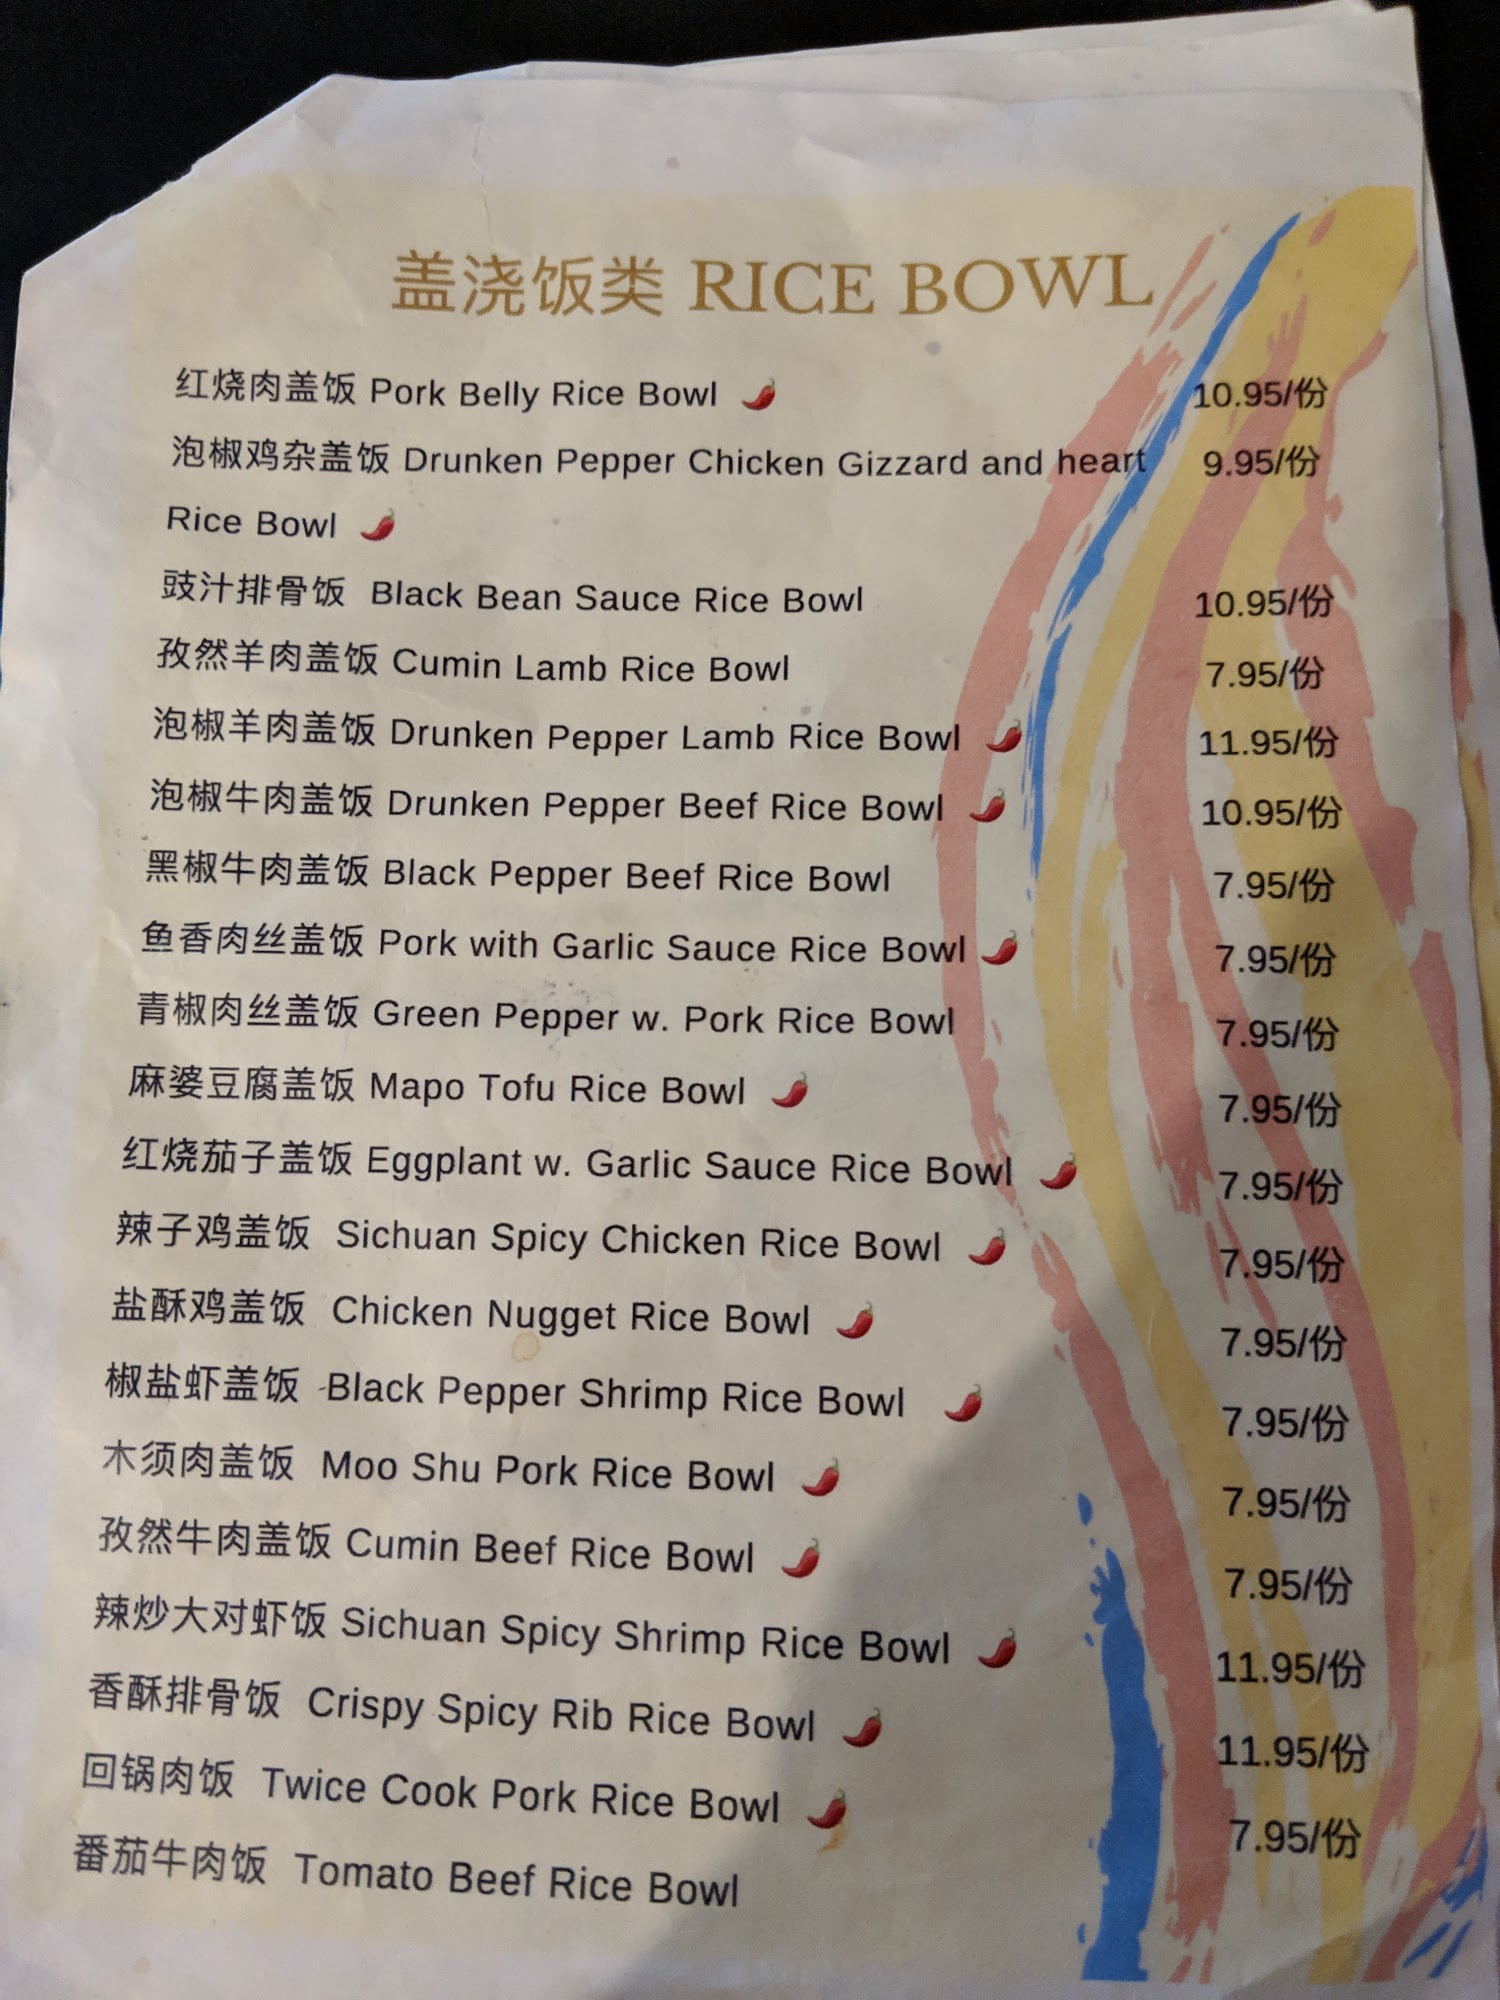 盖浇饭类 RICE BOWL
红烧肉盖饭 Pork Belly Rice Bowl 10.95/份
泡椒鸡杂盖饭 Drunken Pepper Chicken Gizzard and heart 9.95/份
Rice Bowl
豉汁排骨饭 Black Bean Sauce Rice Bowl 10.95/份
孜然羊肉盖饭 Cumin Lamb Rice Bowl 7.95/份
泡椒羊肉盖饭 Drunken Pepper Lamb Rice Bowl 11.95/份
泡椒牛肉盖饭 Drunken Pepper Beef Rice Bowl 10.95/份
黑椒牛肉盖饭 Black Pepper Beef Rice Bowl 7.95/份
鱼香肉丝盖饭 Pork with Garlic Sauce Rice Bowl 7.95/份
青椒肉丝盖饭 Green Pepper w. Pork Rice Bowl 7.95/份
麻婆豆腐盖饭 Mapo Tofu Rice Bowl 7.95/份
红烧茄子盖饭 Eggplant w. Garlic Sauce Rice Bowl 7.95/份
辣子鸡盖饭 Sichuan Spicy Chicken Rice Bowl 7.95/份
盐酥鸡盖饭 Chicken Nugget Rice Bowl 7.95/份
椒盐虾盖饭 Black Pepper Shrimp Rice Bowl 7.95/份
木须肉盖饭 Moo Shu Pork Rice Bowl 7.95/份
孜然牛肉盖饭 Cumin Beef Rice Bowl 7.95/份
辣炒大对虾饭 Sichuan Spicy Shrimp Rice Bowl 11.95/份
香酥排骨饭 Crispy Spicy Rib Rice Bowl 11.95/份
回锅肉饭 Twice Cook Pork Rice Bowl 7.95/份
番茄牛肉饭 Tomato Beef Rice Bowl